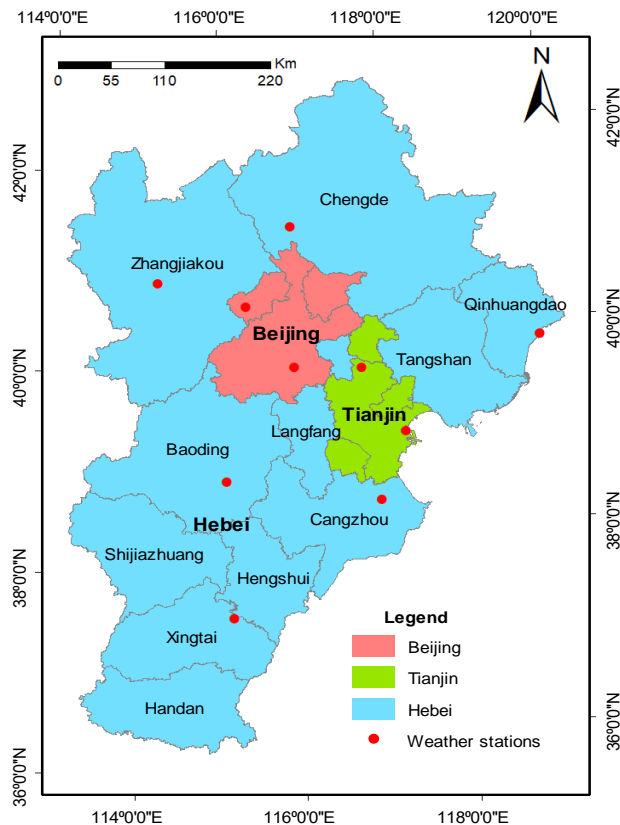 114°0'0"E 116°0'0"E 118°0'0"E 120°0'0"E
Km
0 55 110 220
N
42°0'0"N
42°0'0"N
Chengde
Zhangjiakou
Qinhuangdao
40°0'0"N
Beijing
Tangshan
40°0'0"N
Tianjin
Langfang
Baoding
Cangzhou
38°0'0"N
Hebei
Shijiazhuang
Hengshui
38°0'0"N
Legend
Xingtai
Beijing
Tianjin
Handan
Hebei
36°0'0"N
Weather stations
36°0'0"N
114°0'0"E 116°0'0"E 118°0'0"E